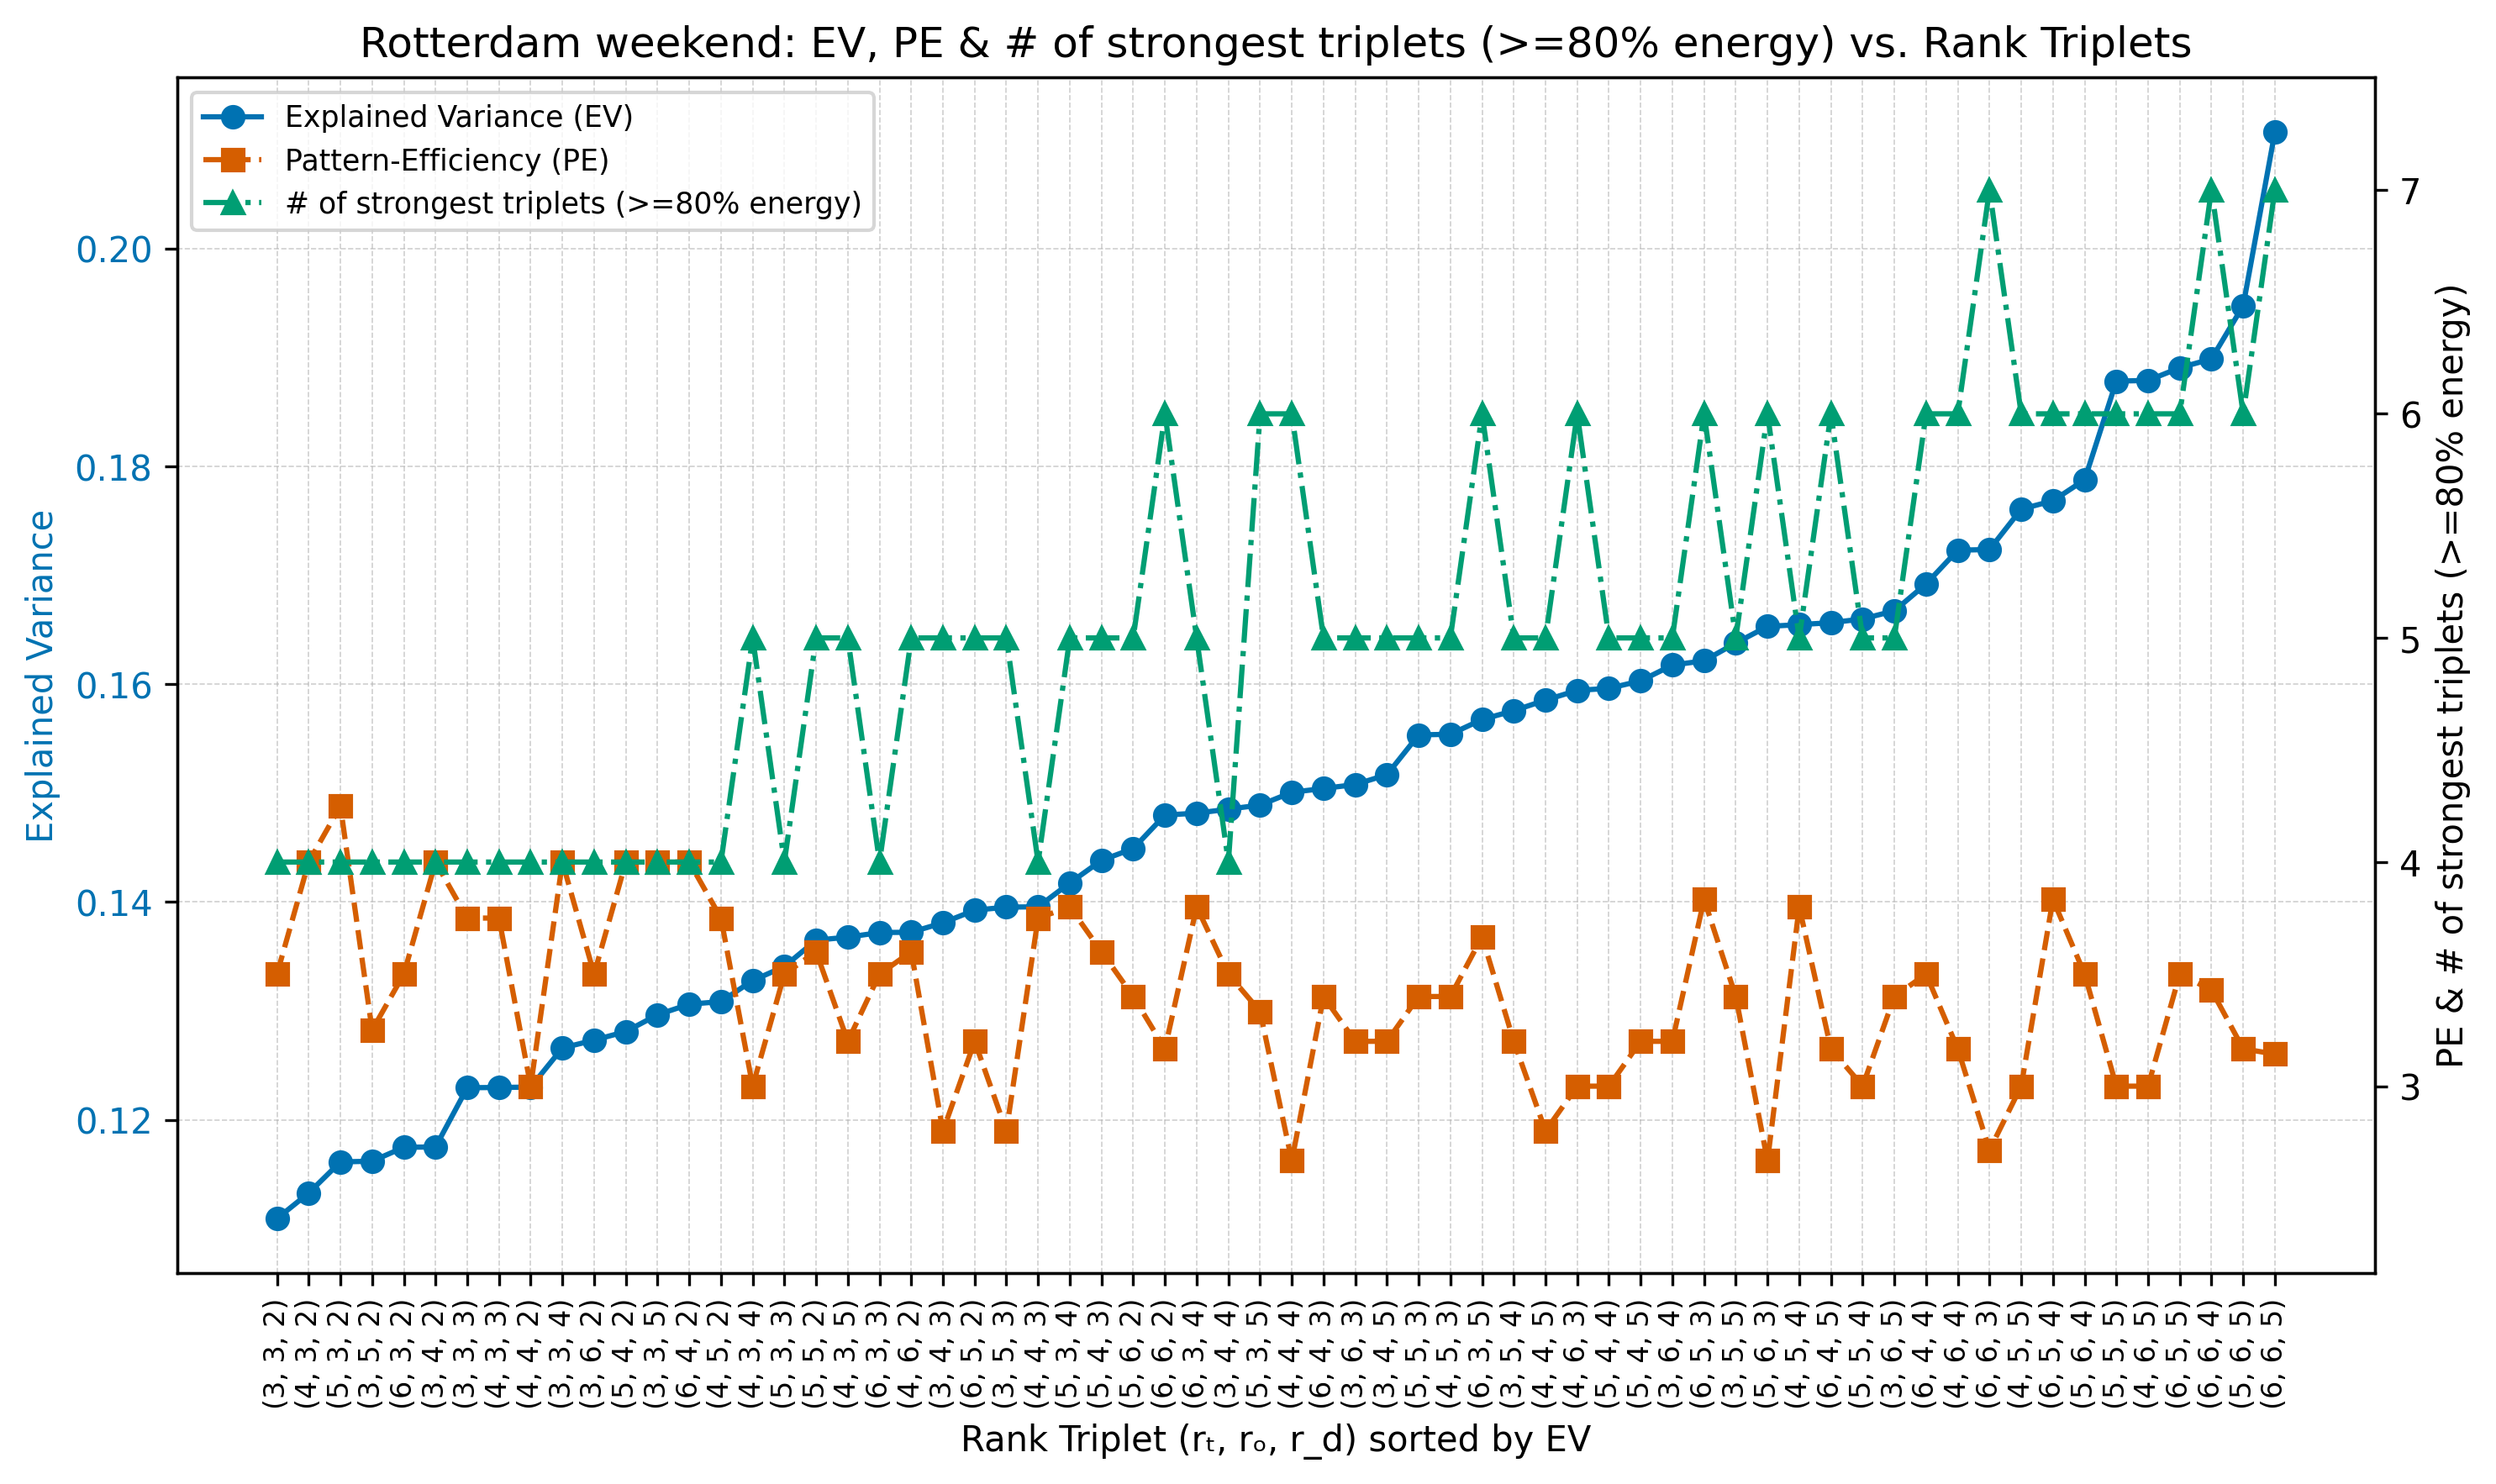 Rotterdam weekend: EV, PE & # of strongest triplets (>=80% energy) vs. Rank Triplets
Explained Variance (EV)
Pattern-Efficiency (PE)
# of strongest triplets (>=80% energy)
Explained Variance
0.20
0.18
0.16
0.14
0.12
7
6
5
4
3
PE & # of strongest triplets (>=80% energy)
(3, 3, 2)
(4, 3, 2)
(5, 3, 2)
(3, 5, 2)
(6, 3, 2)
(3, 4, 2)
(3, 3, 3)
(4, 3, 3)
(4, 4, 2)
(3, 3, 4)
(3, 6, 2)
(5, 4, 2)
(3, 3, 5)
(6, 4, 2)
(4, 5, 2)
(4, 3, 4)
(5, 3, 3)
(5, 5, 2)
(4, 3, 5)
(6, 3, 3)
(4, 6, 2)
(3, 4, 3)
(6, 5, 2)
(3, 5, 3)
(4, 4, 3)
(5, 3, 4)
(5, 4, 3)
(5, 6, 2)
(6, 6, 2)
(6, 3, 4)
(3, 4, 4)
(5, 3, 5)
(4, 4, 4)
(6, 4, 3)
(3, 6, 3)
(3, 4, 5)
(5, 5, 3)
(4, 5, 3)
(6, 3, 5)
(3, 5, 4)
(4, 4, 5)
(4, 6, 3)
(5, 4, 4)
(5, 4, 5)
(3, 6, 4)
(6, 5, 3)
(3, 5, 5)
(5, 6, 3)
(4, 5, 4)
(6, 4, 5)
(5, 5, 4)
(3, 6, 5)
(6, 4, 4)
(4, 6, 4)
(6, 6, 3)
(4, 5, 5)
(6, 5, 4)
(5, 6, 4)
(5, 5, 5)
(4, 6, 5)
(6, 5, 5)
(6, 6, 4)
(5, 6, 5)
(6, 6, 5)
Rank Triplet (rₜ, rₒ, r_d) sorted by EV